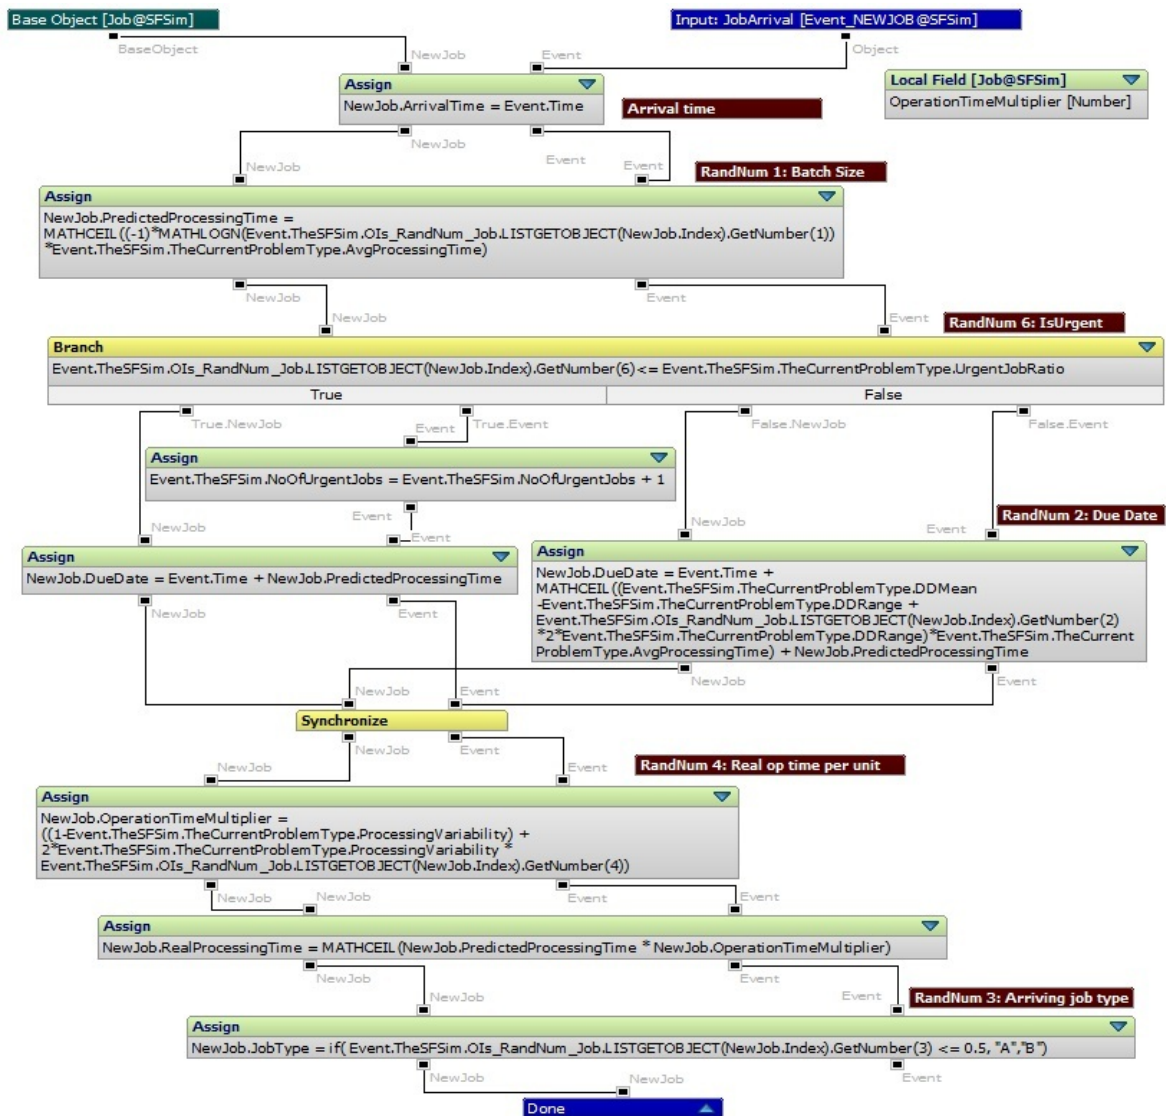 Base Object [Job@SFSim]
Input: JobArrival [Event_NEWJOB@SFSim]
BaseObject
Object
NewJob
Event
Assign
NewJob.ArrivalTime = Event.Time
Arrival time
Local Field [Job@SFSim]
OperationTimeMultiplier [Number]
NewJob
Event
NewJob
Event
RandNum 1: Batch Size
Assign
NewJob.PredictedProcessingTime =
MATHCEIL((-1)*MATHLOGN(Event.TheSFSim.OIs_RandNum_Job.LISTGETOBJECT(NewJob.Index).GetNumber(1))
*Event.TheSFSim.TheCurrentProblemType.AvgProcessingTime)
NewJob
Event
NewJob
Event
RandNum 6: IsUrgent
Branch
Event.TheSFSim.OIs_RandNum_Job.LISTGETOBJECT(NewJob.Index).GetNumber(6)<= Event.TheSFSim.TheCurrentProblemType.UrgentJobRatio
True
False
True.NewJob
True.Event
False.NewJob
False.Event
Event
Assign
Event.TheSFSim.NoOfUrgentJobs = Event.TheSFSim.NoOfUrgentJobs + 1
Event
NewJob
Event
Assign
NewJob.DueDate = Event.Time + NewJob.PredictedProcessingTime
NewJob
Event
NewJob
Event
RandNum 2: Due Date
Assign
NewJob.DueDate = Event.Time +
MATHCEIL((Event.TheSFSim.TheCurrentProblemType.DDMean
-Event.TheSFSim.TheCurrentProblemType.DDRange +
Event.TheSFSim.OIs_RandNum_Job.LISTGETOBJECT(NewJob.Index).GetNumber(2)
*2*Event.TheSFSim.TheCurrentProblemType.DDRange)*Event.TheSFSim.TheCurrent
ProblemType.AvgProcessingTime) + NewJob.PredictedProcessingTime
NewJob
Event
NewJob
Event
Synchronize
NewJob
Event
NewJob
Event
RandNum 4: Real op time per unit
Assign
NewJob.OperationTimeMultiplier =
((1-Event.TheSFSim.TheCurrentProblemType.ProcessingVariability) +
2*Event.TheSFSim.TheCurrentProblemType.ProcessingVariability *
Event.TheSFSim.OIs_RandNum_Job.LISTGETOBJECT(NewJob.Index).GetNumber(4))
NewJob
Event
NewJob
Event
Assign
NewJob.RealProcessingTime = MATHCEIL(NewJob.PredictedProcessingTime * NewJob.OperationTimeMultiplier)
NewJob
Event
NewJob
Event
RandNum 3: Arriving job type
Assign
NewJob.JobType = if( Event.TheSFSim.OIs_RandNum_Job.LISTGETOBJECT(NewJob.Index).GetNumber(3) <= 0.5, "A","B")
NewJob
Event
NewJob
Done